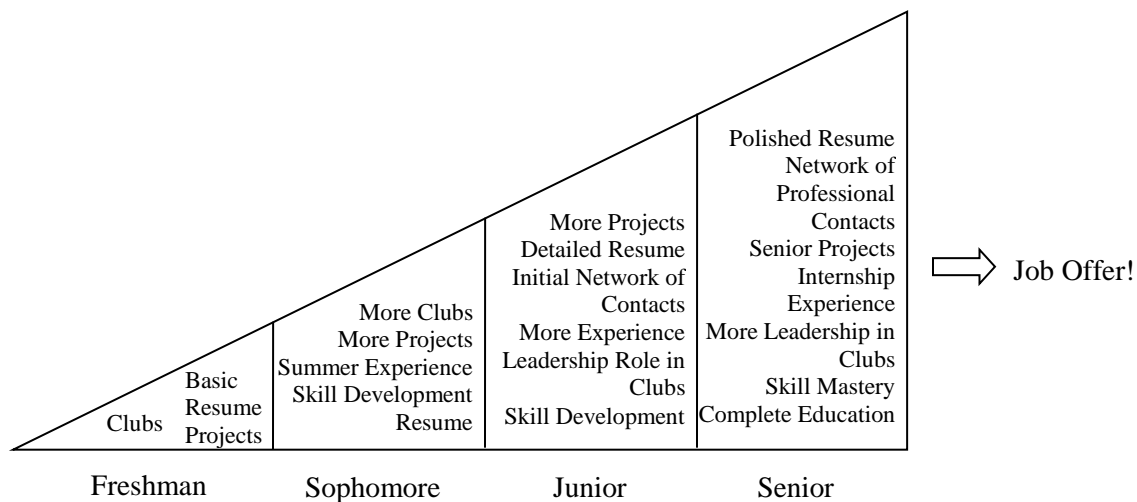 Clubs
Basic
Resume
Projects
More Clubs
More Projects
Summer Experience
Skill Development
Resume
More Projects
Detailed Resume
Initial Network of
Contacts
More Experience
Leadership Role in
Clubs
Skill Development
Polished Resume
Network of
Professional
Contacts
Senior Projects
Internship
Experience
More Leadership in
Clubs
Skill Mastery
Complete Education
Job Offer!
Freshman
Sophomore
Junior
Senior